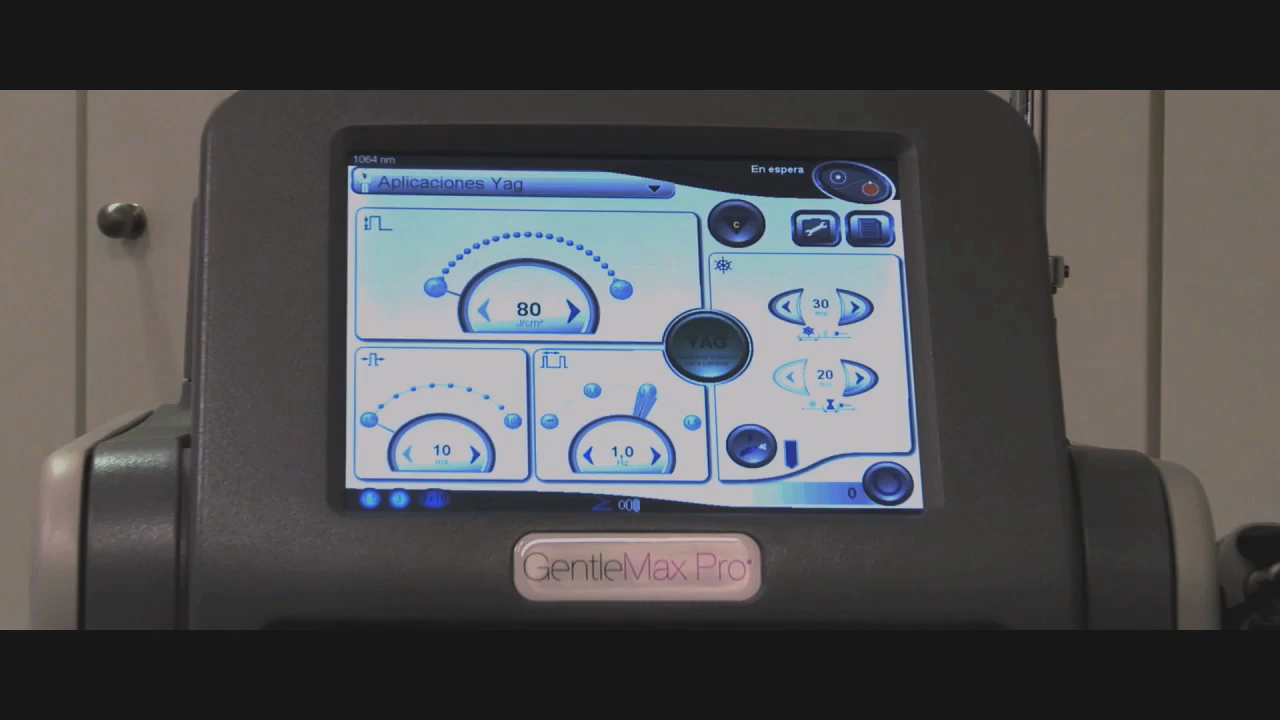 1064 nm
En espera
Aplicaciones Yag
C
80
J/cm²
30
ms
YAG
20
ms
10
ms
1,0
Hz
0
GentleMax Pro